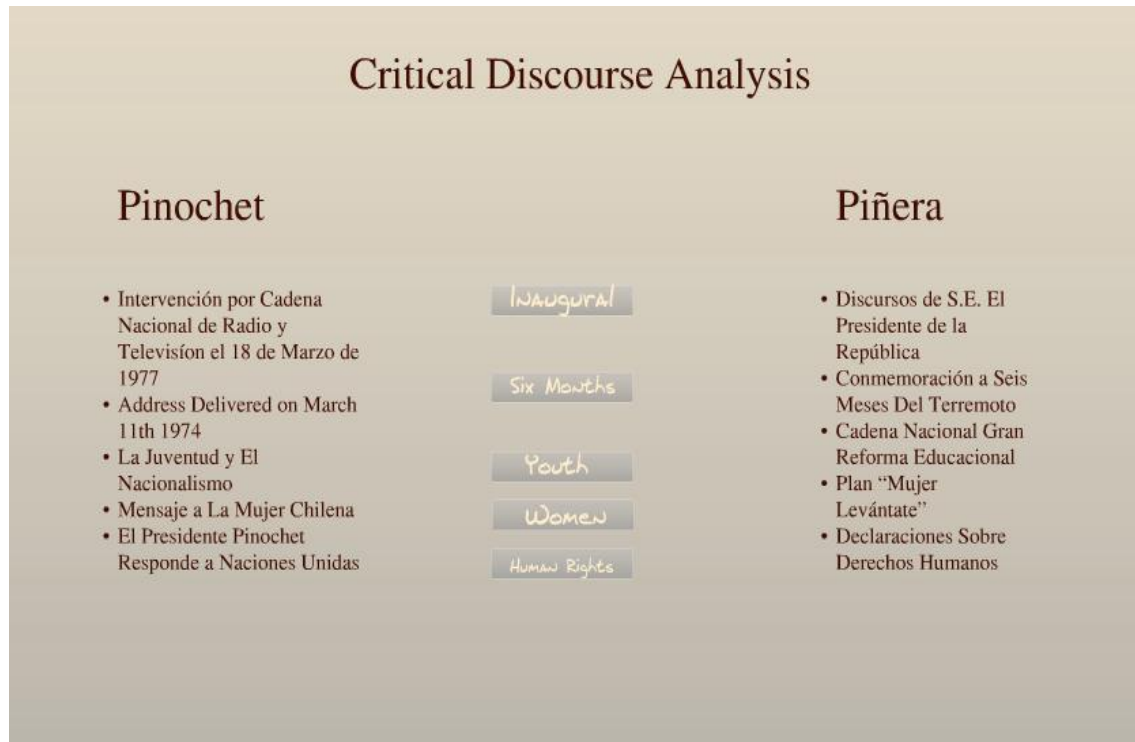 Critical Discourse Analysis
Pinochet
• Intervención por Cadena
Nacional de Radio y
Televisíon el 18 de Marzo de
1977
• Address Delivered on March
11th 1974
• La Juventud y El
Nacionalismo
• Mensaje a La Mujer Chilena
• El Presidente Pinochet
Responde a Naciones Unidas
Inaugural
Six Months
Youth
Women
Human Rights
Piñera
• Discursos de S.E. El
Presidente de la
República
• Conmemoración a Seis
Meses Del Terremoto
• Cadena Nacional Gran
Reforma Educacional
• Plan “Mujer
Levántate”
• Declaraciones Sobre
Derechos Humanos